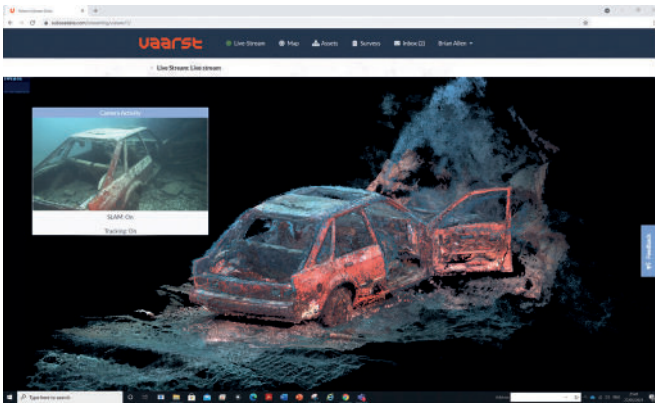 vaarst
Live Stream
Map
Assets
Surveys
Inbox (2)
Brian Allen
Live Stream: Live stream
Camera Activity
SLAM: On
Tracking: On
Feedback
Type here to search